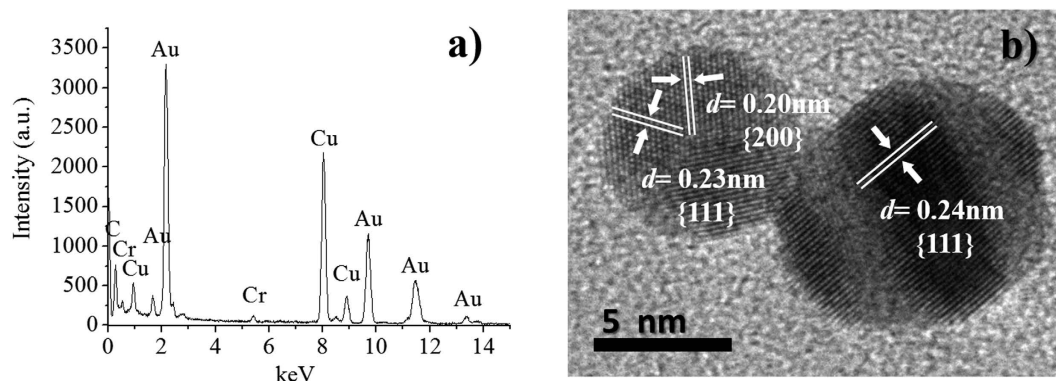 a)
Intensity (a.u.)
3500
3000
2500
2000
1500
1000
500
0
C
Cr
Cu
Au
Au
Cr
Cu
Cu
Au
Au
Au
0 2 4 6 8 10 12 14
keV
b)
d= 0.20nm
{200}
d= 0.23nm
{111}
d= 0.24nm
{111}
5 nm